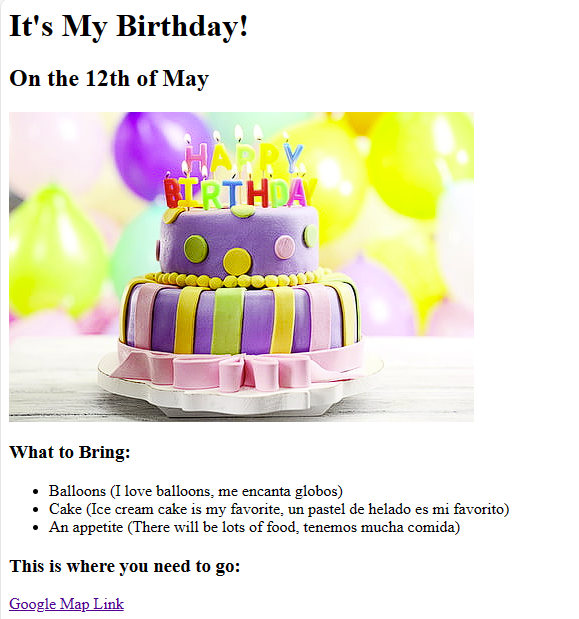 It's My Birthday!
On the 12th of May
HAPPY
BIRTHDAY
What to Bring:
Balloons (I love balloons, me encanta globos)
Cake (Ice cream cake is my favorite, un pastel de helado es mi favorito)
An appetite (There will be lots of food, tenemos mucha comida)
This is where you need to go:
Google Map Link